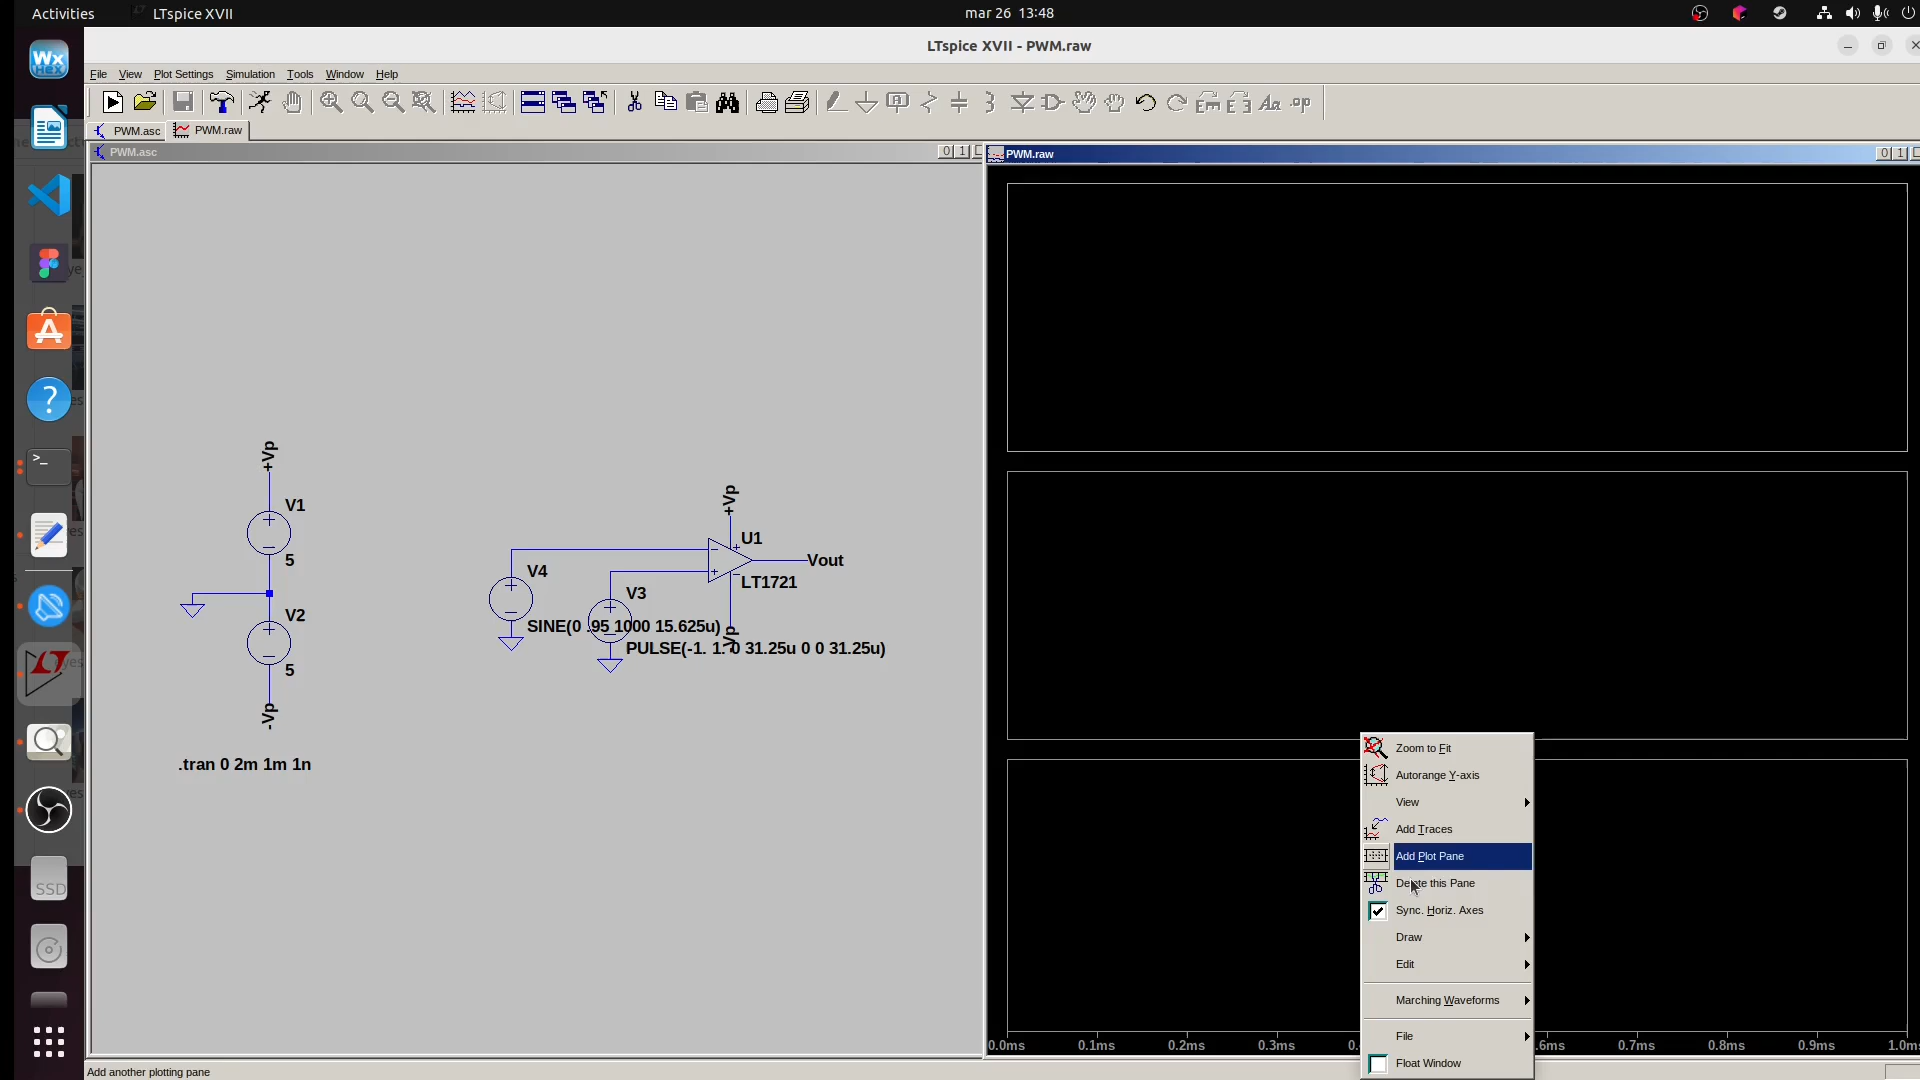 Activities
LTspice XVII
mar 26 13:48
LTspice XVII - PWM.raw
File View Plot Settings Simulation Tools Window Help
PWM.asc PWM.raw
PWM.asc
PWM.raw
+Vp
V1
5
V2
5
-Vp
.tran 0 2m 1m 1n
+Vp
U1
Vout
LT1721
V4
V3
SINE(0 .95 1000 15.625u)
-Vp
PULSE(-1. 1. 0 31.25u 0 0 31.25u)
Zoom to Fit
Autorange Y-axis
View
Add Traces
Add Plot Pane
Delete this Pane
Sync. Horiz. Axes
Draw
Edit
Marching Waveforms
File
Float Window
0.0ms 0.1ms 0.2ms 0.3ms 0.7ms 0.8ms 0.9ms
Add another plotting pane
SSD